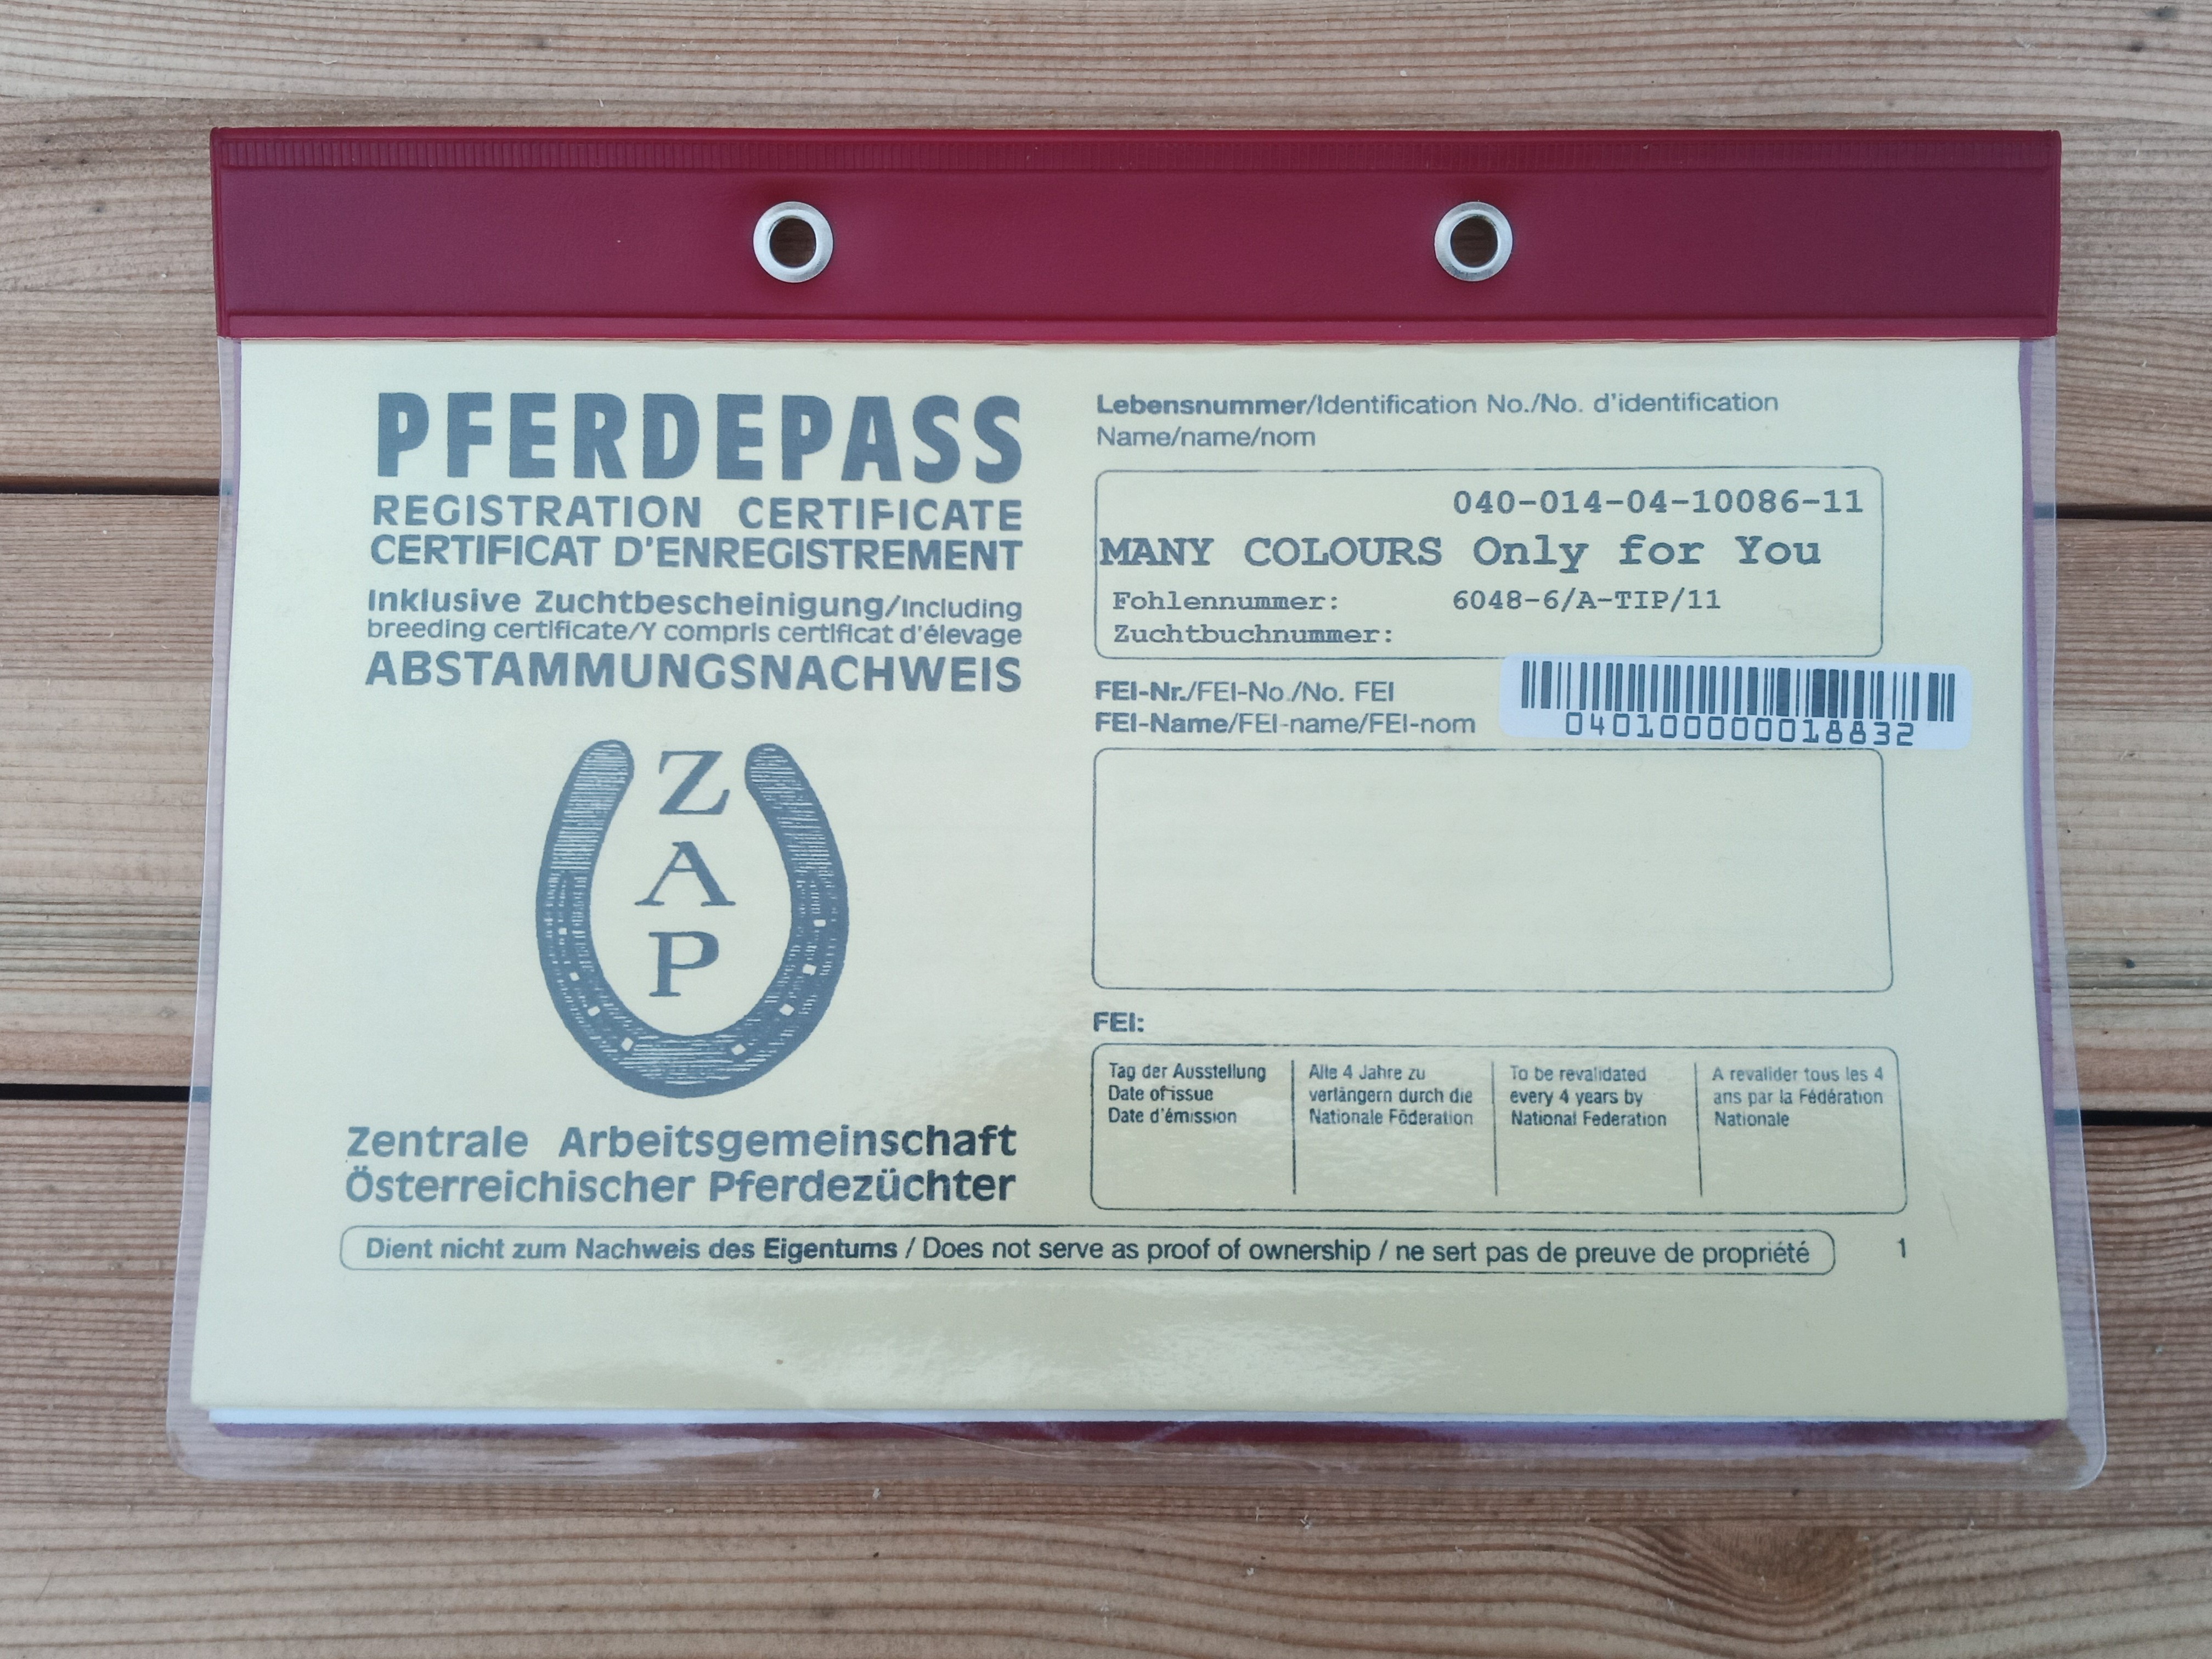 PFERDEPASS
REGISTRATION CERTIFICATE
CERTIFICAT D'ENREGISTREMENT
Inklusive Zuchtbescheinigung/Including
breeding certificate/Y compris certificat d'élevage
ABSTAMMUNGSNACHWEIS
Z
A
P
Zentrale Arbeitsgemeinschaft
Österreichischer Pferdezüchter
Lebensnummer/Identification No./No. d'identification
Name/name/nom
040-014-04-10086-11
MANY COLOURS Only for You
Fohlennummer: 6048-6/A-TIP/11
Zuchtbuchnummer:
FEI-Nr./FEI-No./No. FEI
FEI-Name/FEI-name/FEI-nom
040100000018832
FEI:
Tag der Ausstellung
Date of issue
Date d'émission
Alle 4 Jahre zu
verlängern durch die
Nationale Föderation
To be revalidated
every 4 years by
National Federation
A revalider tous les 4
ans par la Fédération
Nationale
Dient nicht zum Nachweis des Eigentums / Does not serve as proof of ownership / ne sert pas de preuve de propriété
1